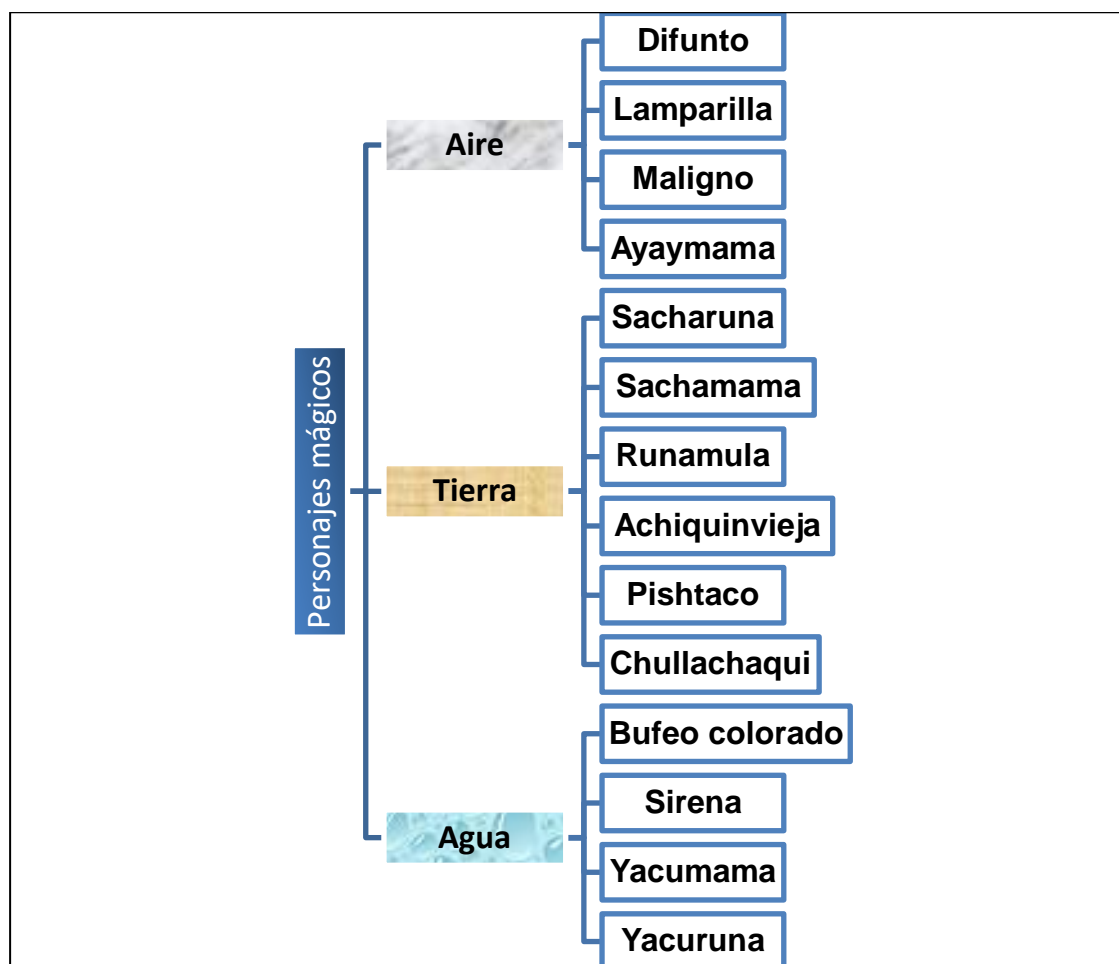 Personajes mágicos
Aire
Difunto
Lamparilla
Maligno
Ayaymama
Tierra
Sacharuna
Sachamama
Runamula
Achiquinvieja
Pishtaco
Chullachaqui
Agua
Bufeo colorado
Sirena
Yacumama
Yacuruna